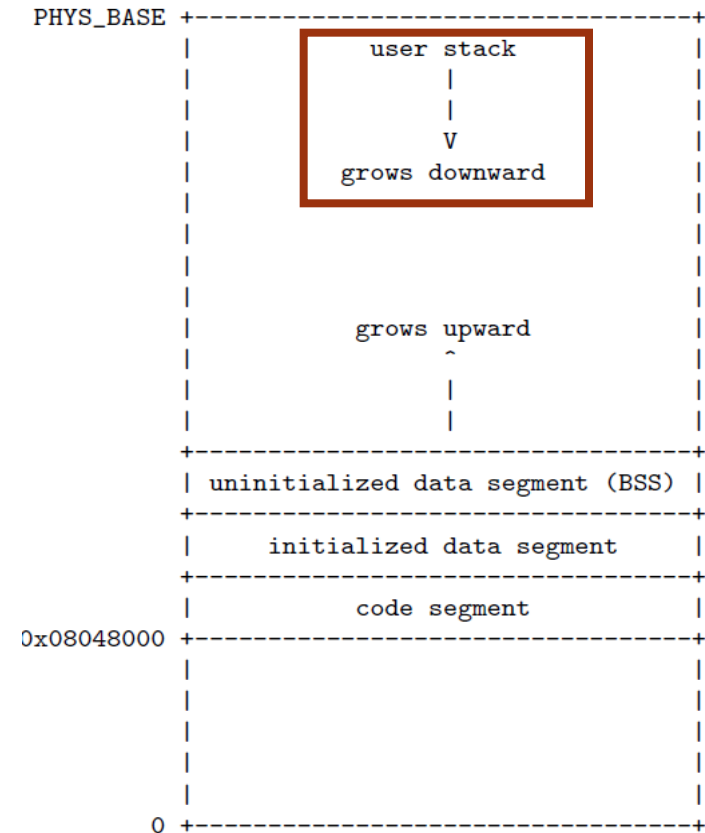 PHYS_BASE +----------------------------------+
| user stack |
| | |
| | |
| V |
| grows downward |
| |
| |
| |
| |
| grows upward |
| ^ |
| | |
| | |
+----------------------------------+
| uninitialized data segment (BSS) |
+----------------------------------+
| initialized data segment |
+----------------------------------+
| code segment |
0x08048000 +----------------------------------+
| |
| |
| |
| |
| |
0 +----------------------------------+